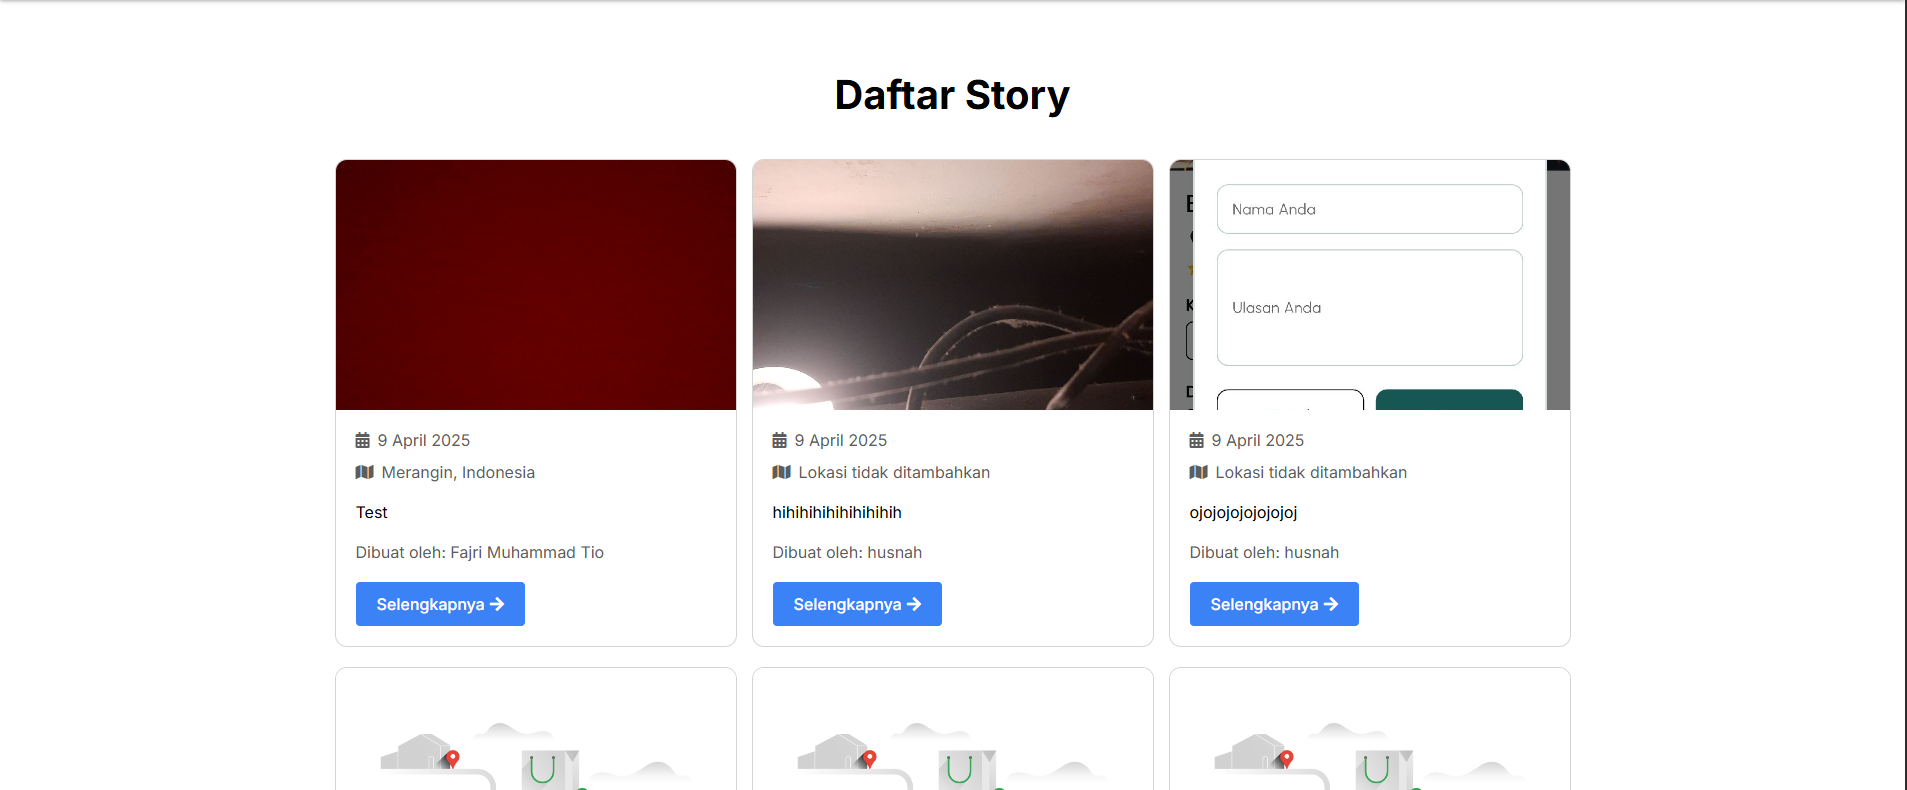 Daftar Story
Nama Anda
Ulasan Anda
9 April 2025
Merangin, Indonesia
Test
Dibuat oleh: Fajri Muhammad Tio
Selengkapnya
9 April 2025
Lokasi tidak ditambahkan
hihihihihihihihihih
Dibuat oleh: husnah
Selengkapnya
9 April 2025
Lokasi tidak ditambahkan
ojojojojojojojoj
Dibuat oleh: husnah
Selengkapnya